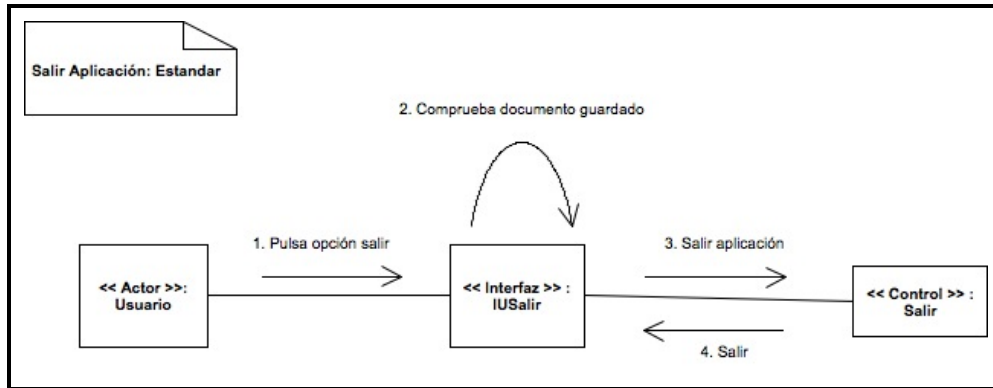 Salir Aplicación: Estandar
2. Comprueba documento guardado
1. Pulsa opción salir
3. Salir aplicación
<< Actor >>:
Usuario
<< Interfaz >> :
IUSalir
<< Control >> :
Salir
4. Salir